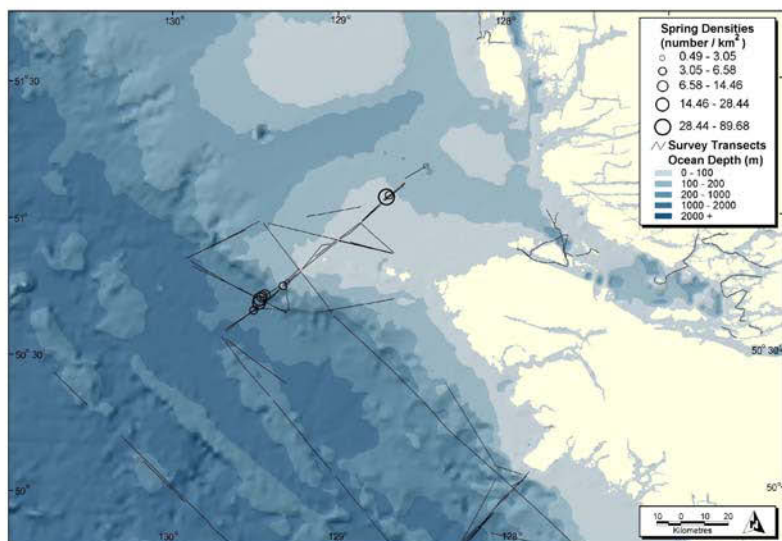 130°
129°
128°
51° 30'
51°
50° 30'
50°
50° 30'
50°
130°
129°
128°
Spring Densities
(number / km²)
0.49 - 3.05
3.05 - 6.58
6.58 - 14.46
14.46 - 28.44
28.44 - 89.68
Survey Transects
Ocean Depth (m)
0 - 100
100 - 200
200 - 1000
1000 - 2000
2000 +
10 0 10 20
Kilometres